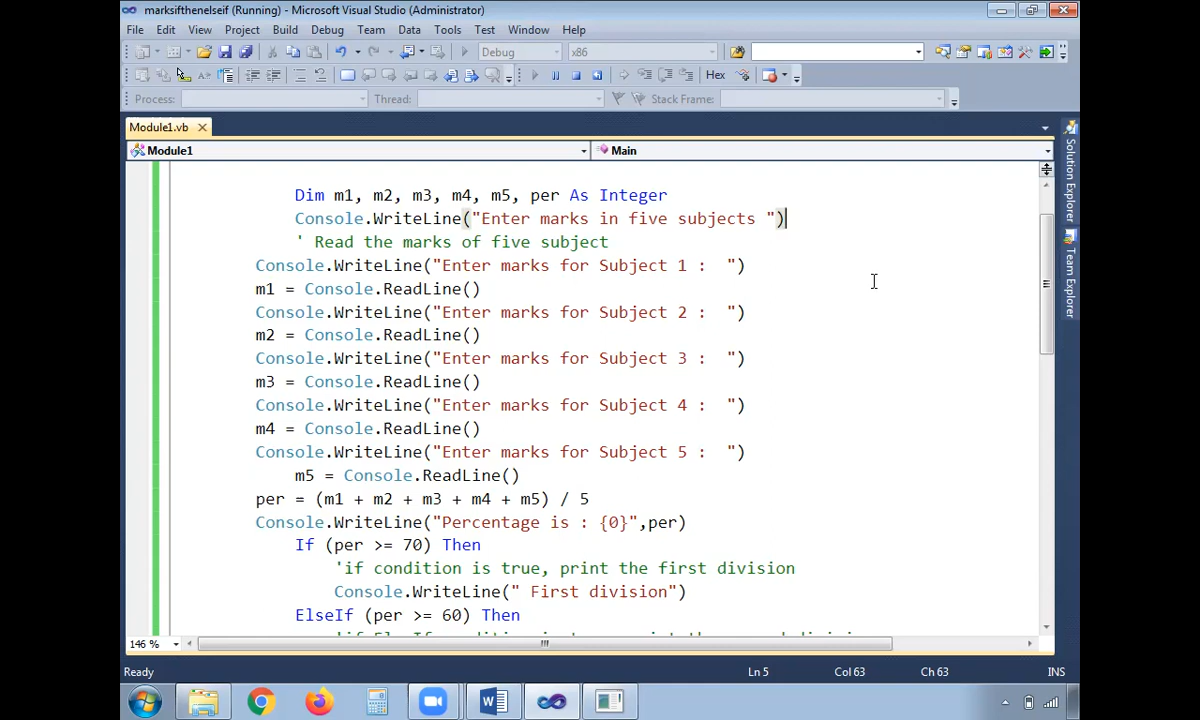 marksifthenelseif (Running) - Microsoft Visual Studio (Administrator)
File Edit View Project Build Debug Team Data Tools Test Window Help
Debug x86
Hex
Process: Thread: Stack Frame:
Module1.vb
Module1 Main
Dim m1, m2, m3, m4, m5, per As Integer
Console.WriteLine("Enter marks in five subjects ")
' Read the marks of five subject
Console.WriteLine("Enter marks for Subject 1 :  ")
m1 = Console.ReadLine()
Console.WriteLine("Enter marks for Subject 2 :  ")
m2 = Console.ReadLine()
Console.WriteLine("Enter marks for Subject 3 :  ")
m3 = Console.ReadLine()
Console.WriteLine("Enter marks for Subject 4 :  ")
m4 = Console.ReadLine()
Console.WriteLine("Enter marks for Subject 5 :  ")
m5 = Console.ReadLine()
per = (m1 + m2 + m3 + m4 + m5) / 5
Console.WriteLine("Percentage is : {0}",per)
If (per >= 70) Then
'if condition is true, print the first division
Console.WriteLine(" First division")
ElseIf (per >= 60) Then
146 %
Ready Ln 5 Col 63 Ch 63 INS
Solution Explorer
Team Explorer